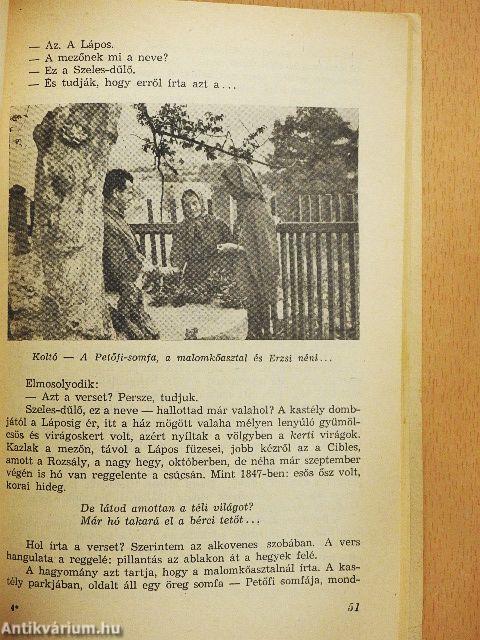 — Az. A Lápos.
— A mezőnek mi a neve?
— Ez a Szeles-dűlő.
— És tudják, hogy erről írta azt a...
Koltó — A Petőfi-somfa, a malomkőasztal és Erzsi néni...
Elmosolyodik:
— Azt a verset? Persze, tudjuk.
Szeles-dűlő, ez a neve — hallottad már valahol? A kastély domb-
jától a Láposig ér, itt a ház mögött valaha mélyen lenyúló gyümöl-
csös és virágoskert volt, azért nyíltak a völgyben a kerti virágok.
Kazlak a mezőn, távol a Lápos füzesei, jobb kézről az a Cibles,
amott a Rozsály, a nagy hegy, októberben, de néha már szeptember
végén is hó van reggelente a csúcsán. Mint 1847-ben: esős ősz volt,
korai hideg.
De látod amottan a téli világot?
Már hó takará el a bérci tetőt...
Hol írta a verset? Szerintem az alkovenes szobában. A vers
hangulata a reggelé: pillantás az ablakon át a hegyek felé.
A hagyomány azt tartja, hogy a malomkőasztalnál írta. A kas-
tély parkjában, oldalt áll egy öreg somfa — Petőfi somfája, mond-
4*
51
Antikvárium.hu